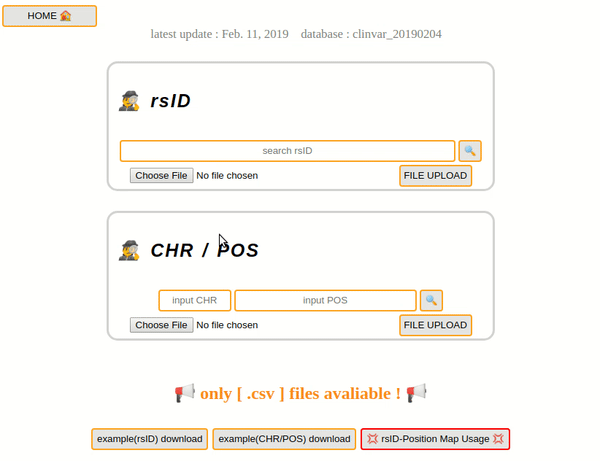 HOME
latest update : Feb. 11, 2019 database : clinvar_20190204
rsID
search rsID
Choose File No file chosen FILE UPLOAD
CHR / POS
input CHR input POS
Choose File No file chosen FILE UPLOAD
only [ .csv ] files avaliable !
example(rsID) download example(CHR/POS) download rsID-Position Map Usage